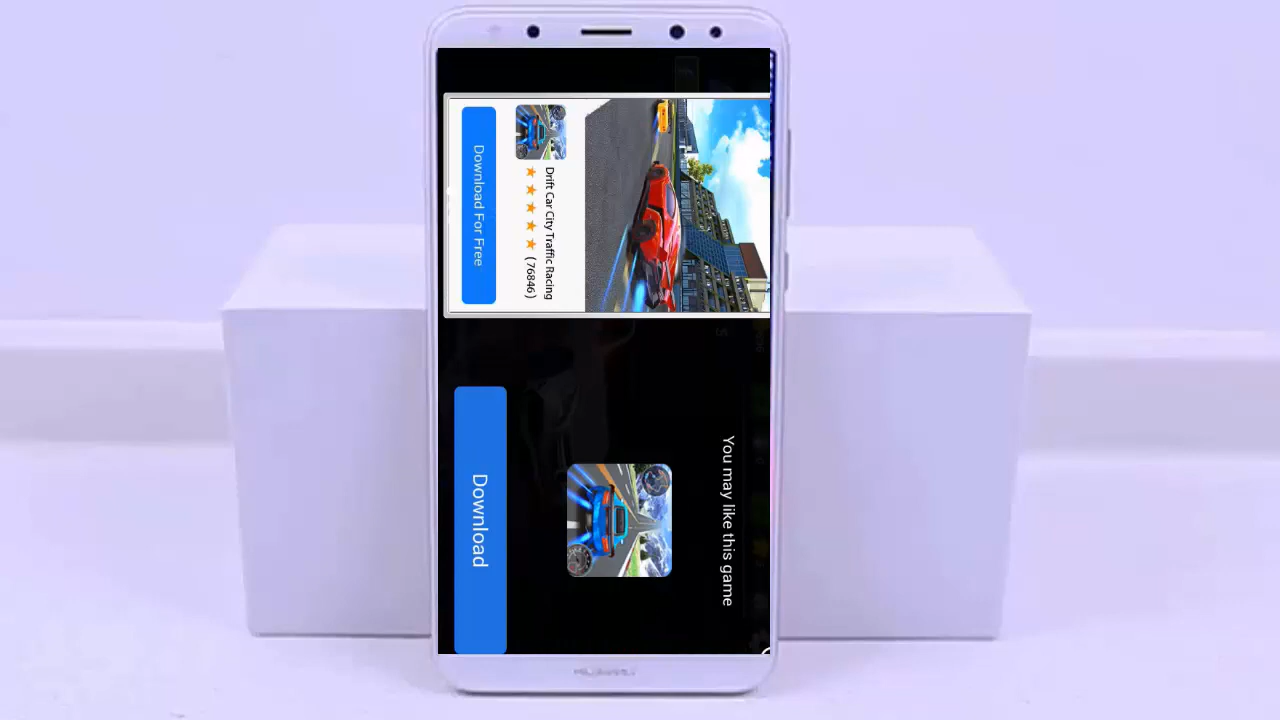 Drift Car City Traffic Racing
(76846)
Download For Free
You may like this game
Download